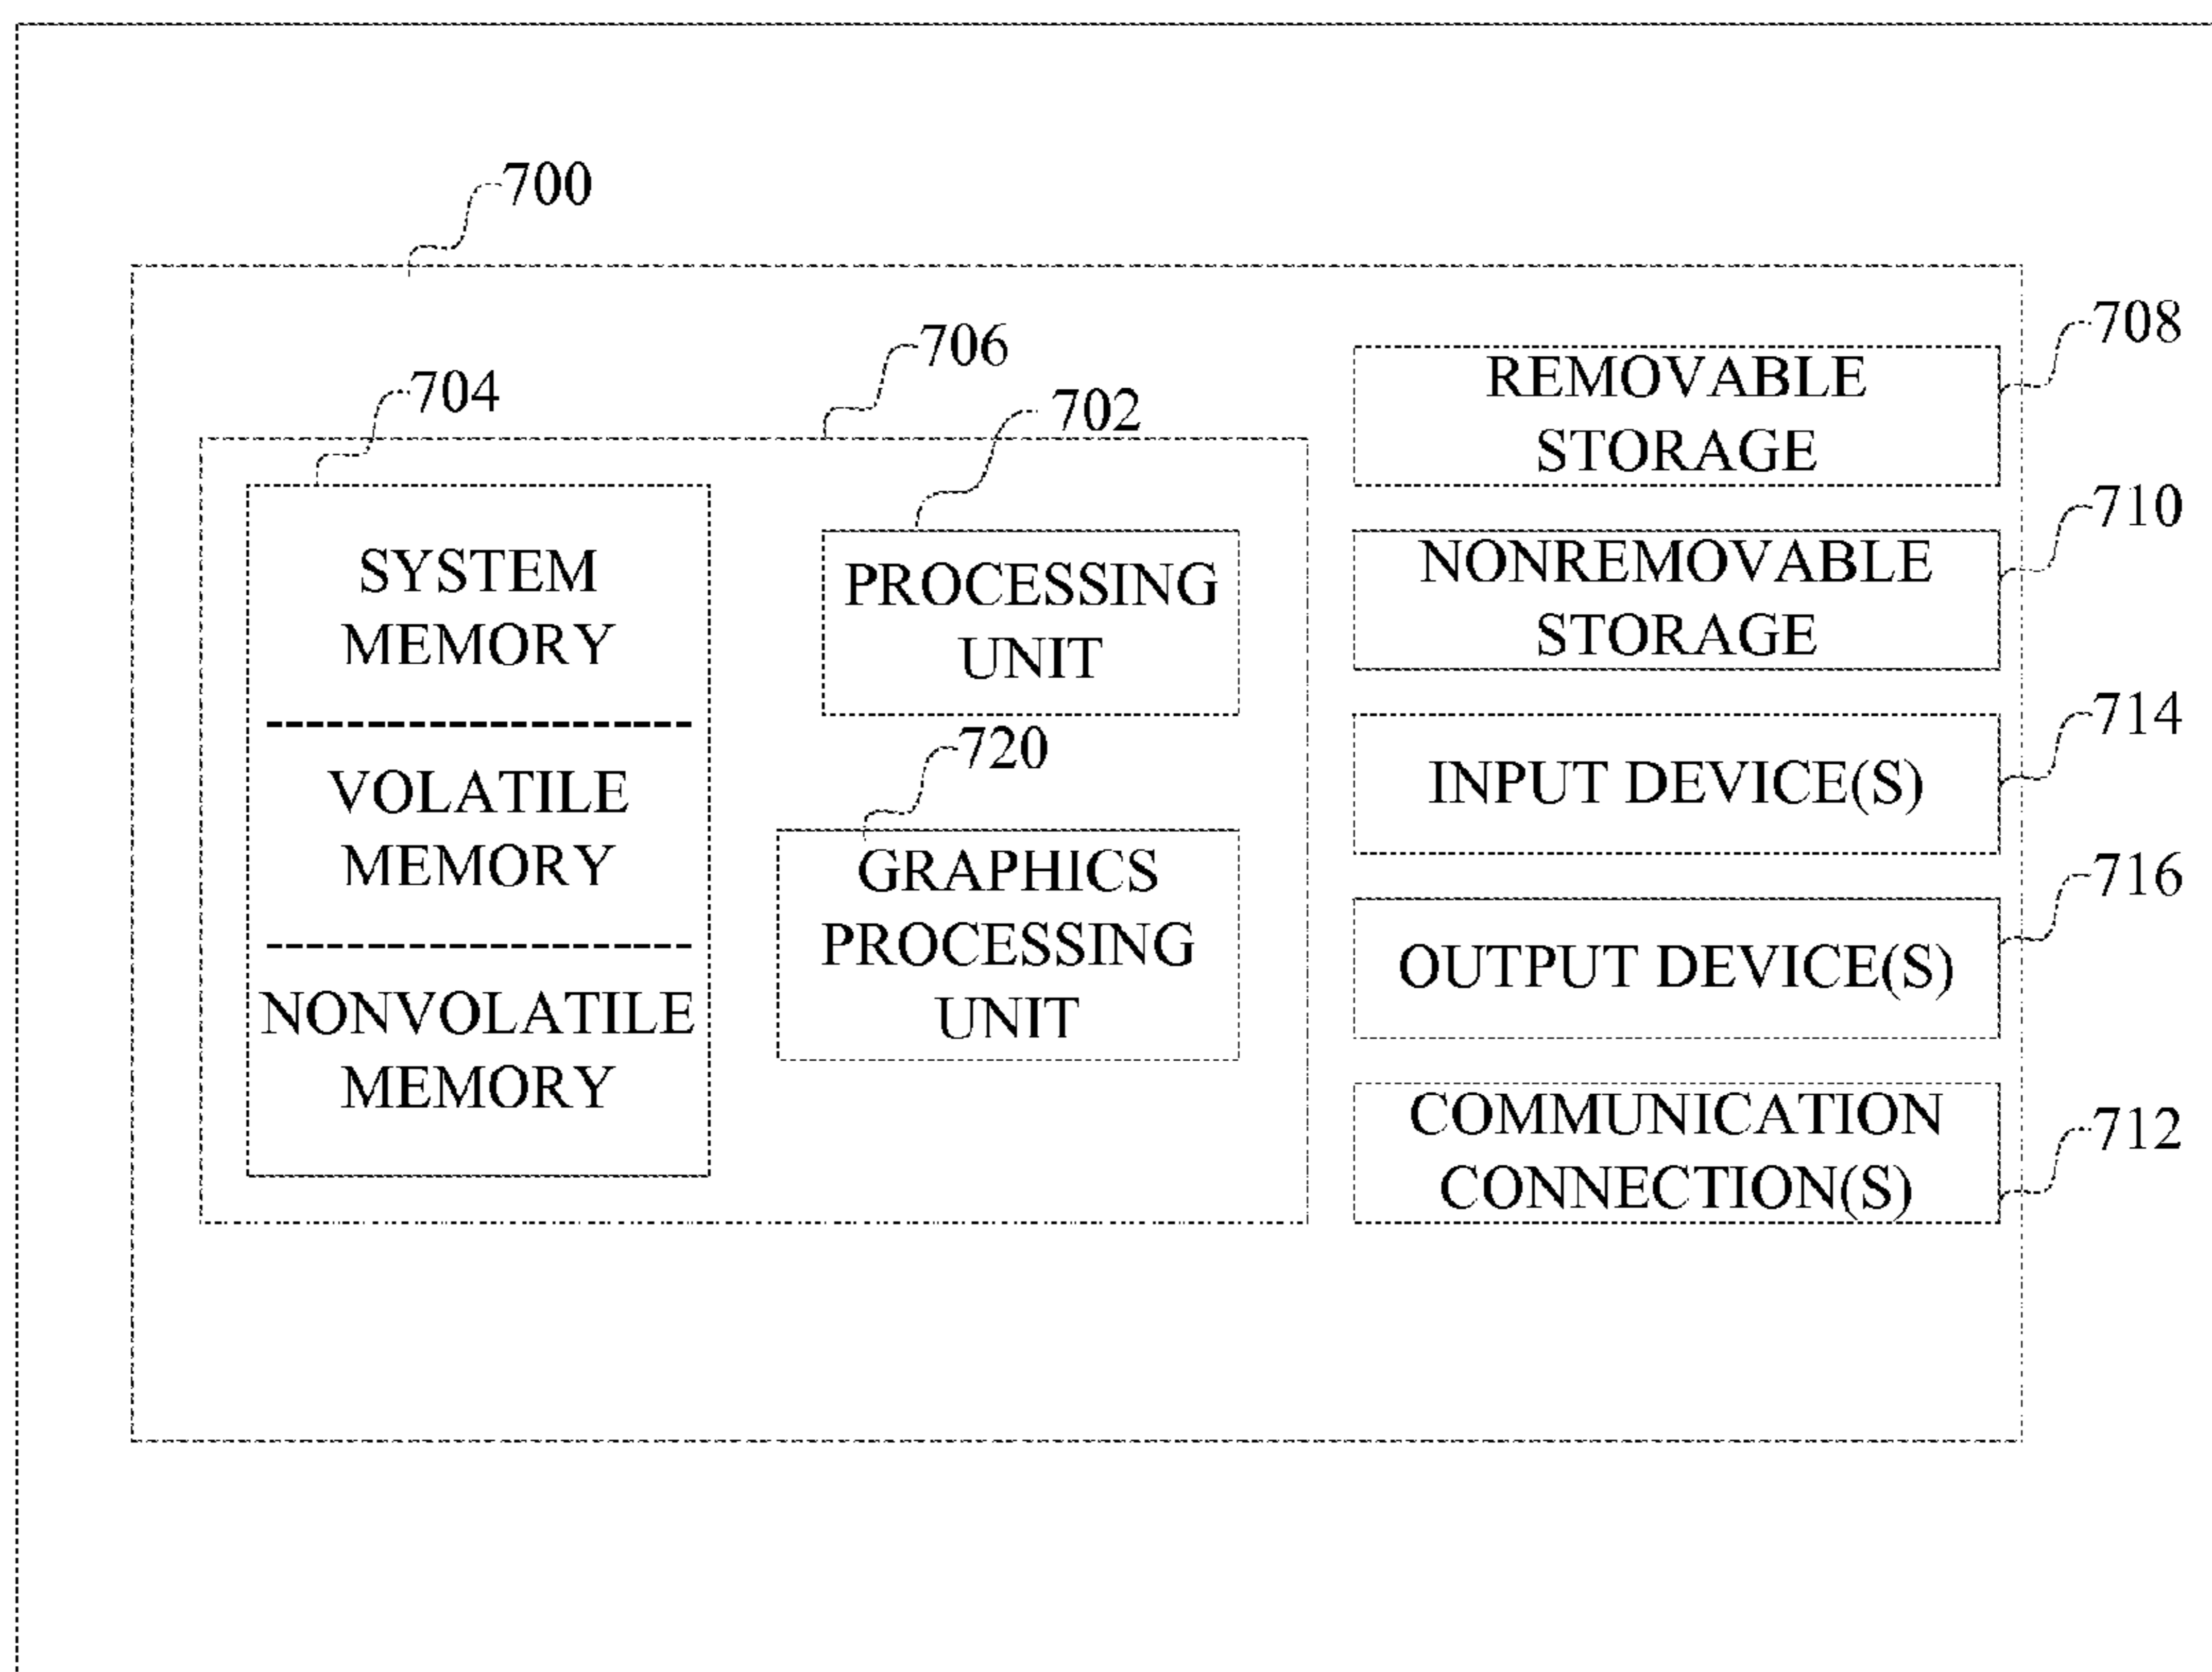 700
706
704
702
SYSTEM
MEMORY
VOLATILE
MEMORY
NONVOLATILE
MEMORY
PROCESSING
UNIT
720
GRAPHICS
PROCESSING
UNIT
708
REMOVABLE
STORAGE
710
NONREMOVABLE
STORAGE
714
INPUT DEVICE(S)
716
OUTPUT DEVICE(S)
712
COMMUNICATION
CONNECTION(S)